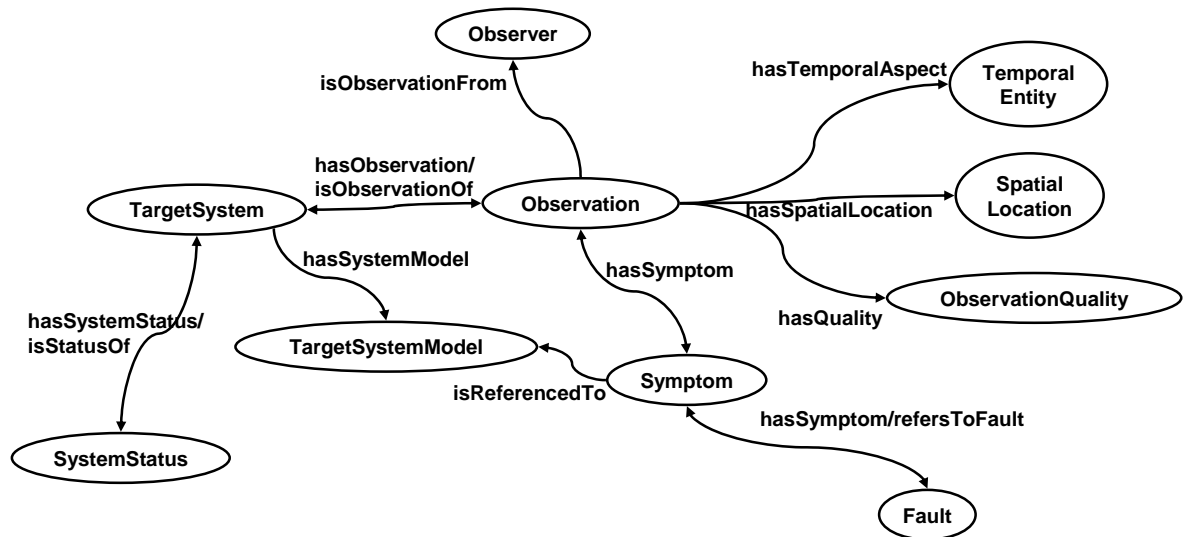 Observer
hasTemporalAspect
Temporal
Entity
isObservationFrom
hasObservation/
isObservationOf
TargetSystem
Observation
Spatial
Location
hasSpatialLocation
hasSystemModel
hasSymptom
ObservationQuality
hasQuality
hasSystemStatus/
isStatusOf
TargetSystemModel
isReferencedTo
Symptom
hasSymptom/refersToFault
SystemStatus
Fault